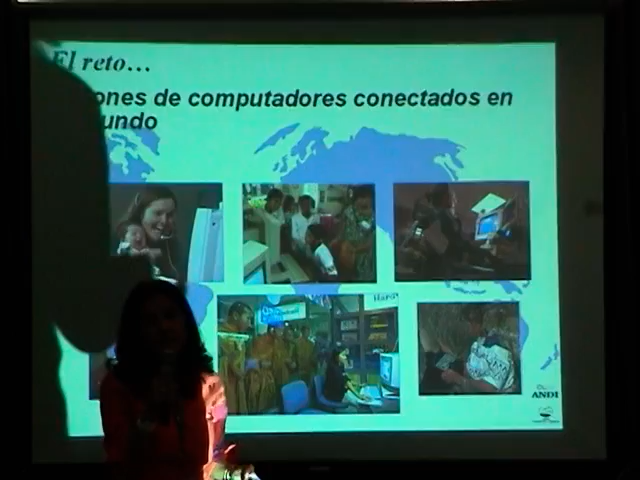 El reto...
ones de computadores conectados en
undo
ANDI